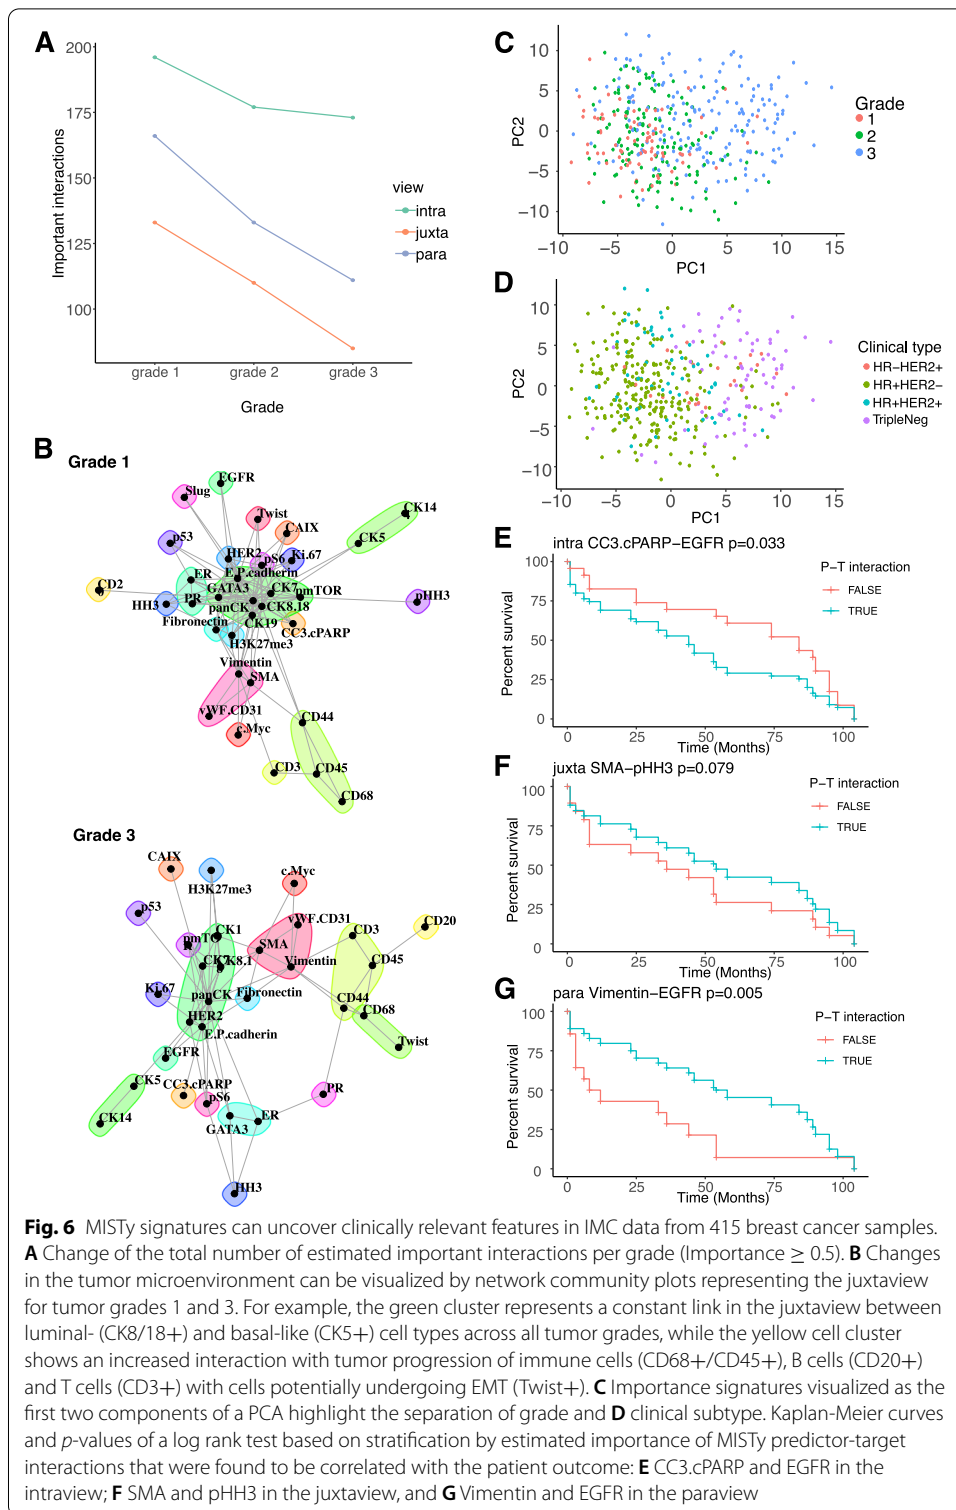 A
200
175
150
125
100
Important interactions
grade 1
grade 2
grade 3
Grade
view
intra
juxta
para
C
10
5
0
−5
−10
PC2
−10
−5
0
5
10
15
PC1
Grade
1
2
3
D
10
5
0
−5
−10
PC2
−10
−5
0
5
10
15
PC1
Clinical type
HR−HER2+
HR+HER2−
HR+HER2+
TripleNeg
B
Grade 1
EGFR
Slug
Twist
CK14
CAIX
p53
CK5
HER2
pS6
Ki.67
E.P.cadherin
ER
CD2
GATA3
CK7
pmTOR
HH3
PR
panCK
CK8.18
pHH3
Fibronectin
CK19
CC3.cPARP
H3K27me3
Vimentin
SMA
vWF.CD31
CD44
c.Myc
CD3
CD45
CD68
Grade 3
CAIX
H3K27me3
c.Myc
p53
CK1
vWF.CD31
CD20
CD3
SMA
CK7
CK8.1
Vimentin
CD45
Ki.67
panCK
Fibronectin
CD44
HER2
CD68
E.P.cadherin
EGFR
Twist
CK5
CC3.cPARP
PR
pS6
CK14
GATA3
ER
HH3
E
intra CC3.cPARP−EGFR p=0.033
100
75
50
25
0
Percent survival
0
25
50
75
100
Time (Months)
P−T interaction
FALSE
TRUE
F
juxta SMA−pHH3 p=0.079
100
75
50
25
0
Percent survival
0
25
50
75
100
Time (Months)
P−T interaction
FALSE
TRUE
G
para Vimentin−EGFR p=0.005
100
75
50
25
0
Percent survival
0
25
50
75
100
Time (Months)
P−T interaction
FALSE
TRUE
Fig. 6 MISTy signatures can uncover clinically relevant features in IMC data from 415 breast cancer samples.
A Change of the total number of estimated important interactions per grade (Importance ≥ 0.5). B Changes
in the tumor microenvironment can be visualized by network community plots representing the juxtaview
for tumor grades 1 and 3. For example, the green cluster represents a constant link in the juxtaview between
luminal- (CK8/18+) and basal-like (CK5+) cell types across all tumor grades, while the yellow cell cluster
shows an increased interaction with tumor progression of immune cells (CD68+/CD45+), B cells (CD20+)
and T cells (CD3+) with cells potentially undergoing EMT (Twist+). C Importance signatures visualized as the
first two components of a PCA highlight the separation of grade and D clinical subtype. Kaplan-Meier curves
and p-values of a log rank test based on stratification by estimated importance of MISTy predictor-target
interactions that were found to be correlated with the patient outcome: E CC3.cPARP and EGFR in the
intraview; F SMA and pHH3 in the juxtaview, and G Vimentin and EGFR in the paraview